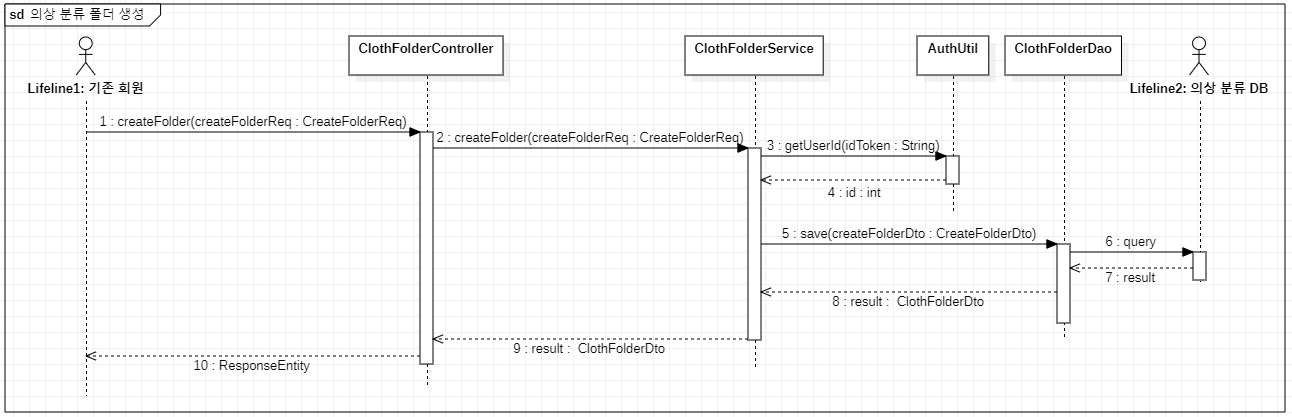 sd 의상 분류 폴더 생성
ClothFolderController
ClothFolderService
AuthUtil
ClothFolderDao
Lifeline1: 기존 회원
Lifeline2: 의상 분류 DB
1 : createFolder(createFolderReq : CreateFolderReq)
2 : createFolder(createFolderReq : CreateFolderReq)
3 : getUserId(idToken : String)
4 : id : int
5 : save(createFolderDto : CreateFolderDto)
6 : query
7 : result
8 : result :  ClothFolderDto
9 : result :  ClothFolderDto
10 : ResponseEntity